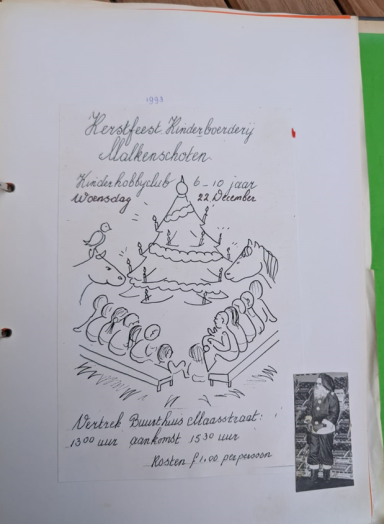 1993
Kerstfeest Kinderboerderij
Malkenschoten
Kinderhobbyclub 6-10 jaar
Woensdag 22 December
Vertrek Buurthuis Maasstraat:
13.00 uur aankomst 15.30 uur
Kosten f 1,00 per persoon